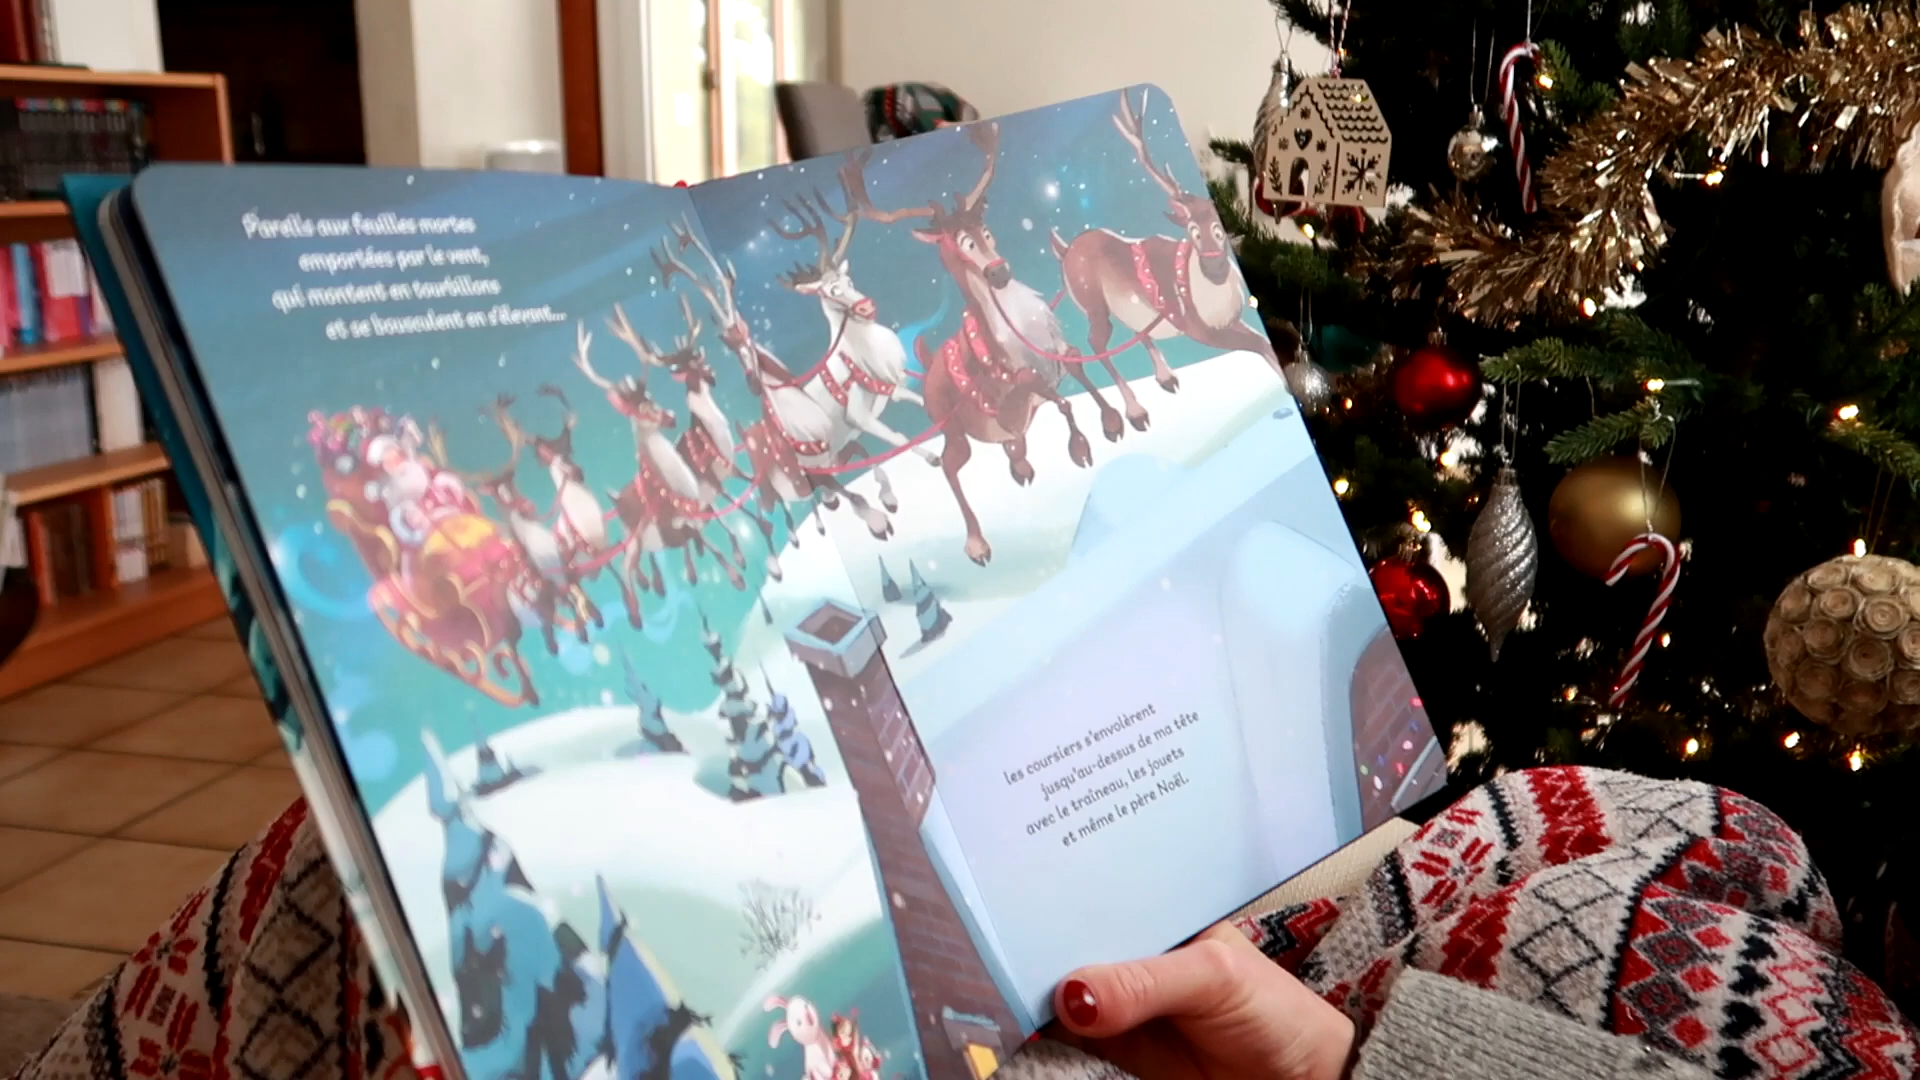 Pareils aux feuilles mortes
emportées par le vent,
qui montent en tourbillons
et se bousculent en s'élevant...
les coursiers s'envolèrent
jusqu'au-dessus de ma tête
avec le traîneau, les jouets
et même le père Noël.